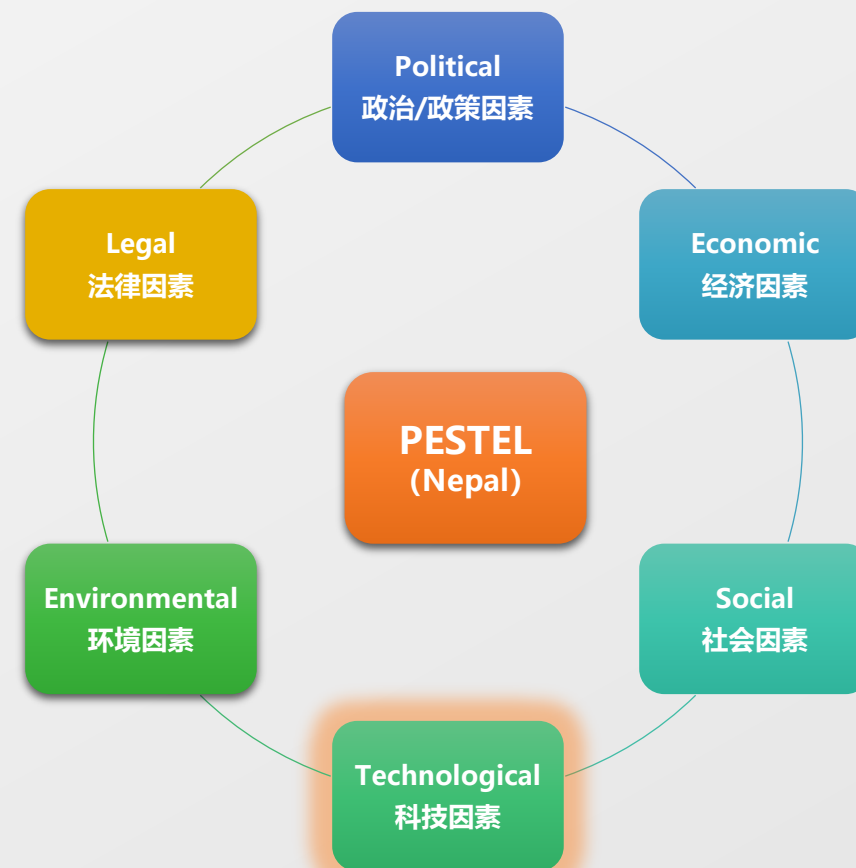 Political
政治/政策因素
Legal
法律因素
Economic
经济因素
PESTEL
(Nepal)
Environmental
环境因素
Social
社会因素
Technological
科技因素